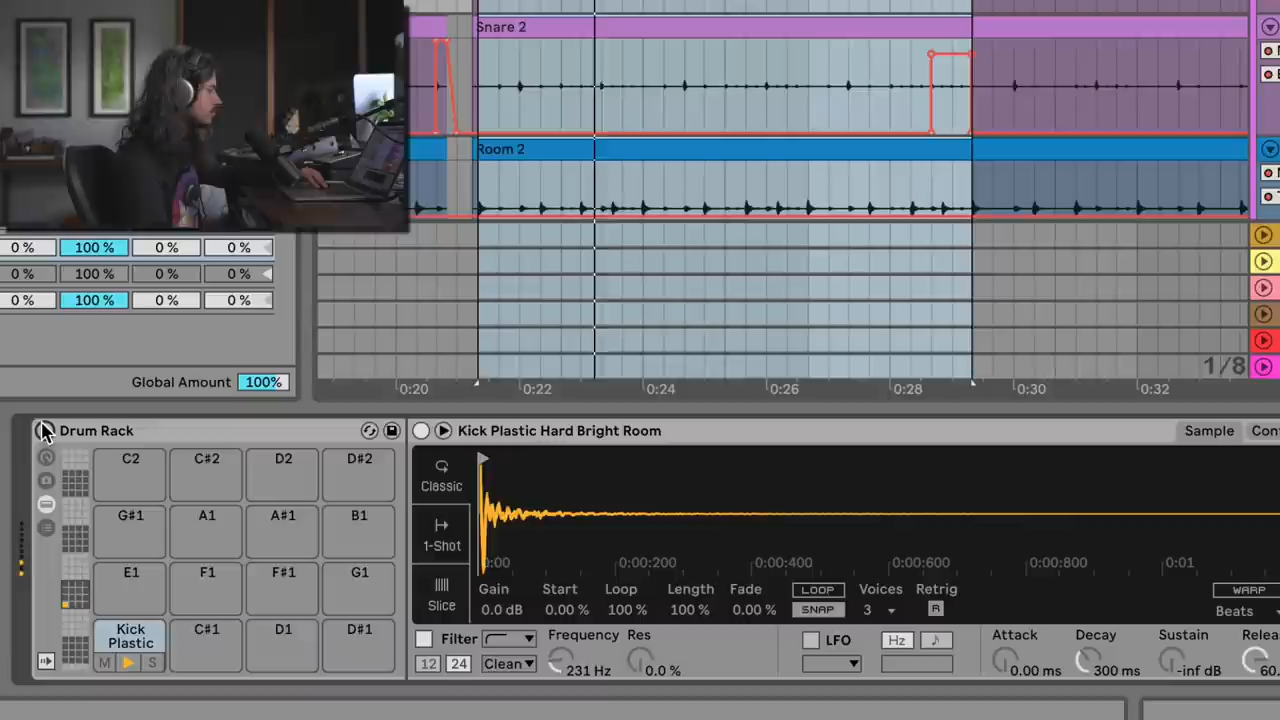 Snare 2
Room 2
0 % 100 % 0 % 0 %
0 % 100 % 0 % 0 %
0 % 100 % 0 % 0 %
1/8
Global Amount 100%
0:20 0:22 0:24 0:26 0:28 0:30 0:32
Drum Rack
C2 C#2 D2 D#2
G#1 A1 A#1 B1
E1 F1 F#1 G1
Kick Plastic C#1 D1 D#1
M S
Kick Plastic Hard Bright Room Sample
Classic
1-Shot
Slice
0:00 0:00:200 0:00:400 0:00:600 0:00:800 0:01
Gain Start Loop Length Fade LOOP Voices Retrig WARP
0.0 dB 0.00 % 100 % 100 % 0.00 % SNAP 3 R Beats
Filter Frequency Res LFO Hz Attack Decay Sustain
12 24 Clean 231 Hz 0.0 % 0.00 ms 300 ms -inf dB 60.